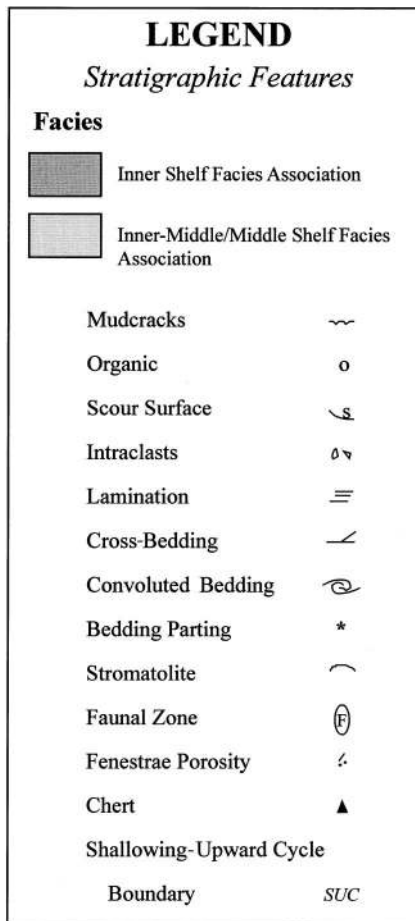 LEGEND
Stratigraphic Features
Facies
Inner Shelf Facies Association
Inner-Middle/Middle Shelf Facies
Association
Mudcracks
Organic o
Scour Surface s
Intraclasts
Lamination
Cross-Bedding
Convoluted Bedding
Bedding Parting *
Stromatolite
Faunal Zone F
Fenestrae Porosity
Chert ▲
Shallowing-Upward Cycle
Boundary SUC